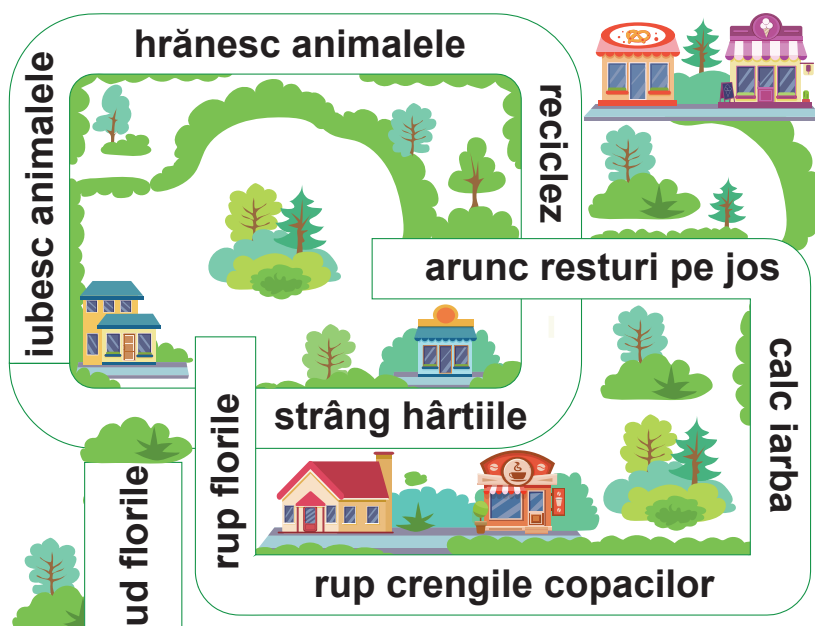 hrănesc animalele
iubesc animalele
reciclez
arunc resturi pe jos
calc iarba
strâng hârtiile
rup florile
ud florile
rup crengile copacilor